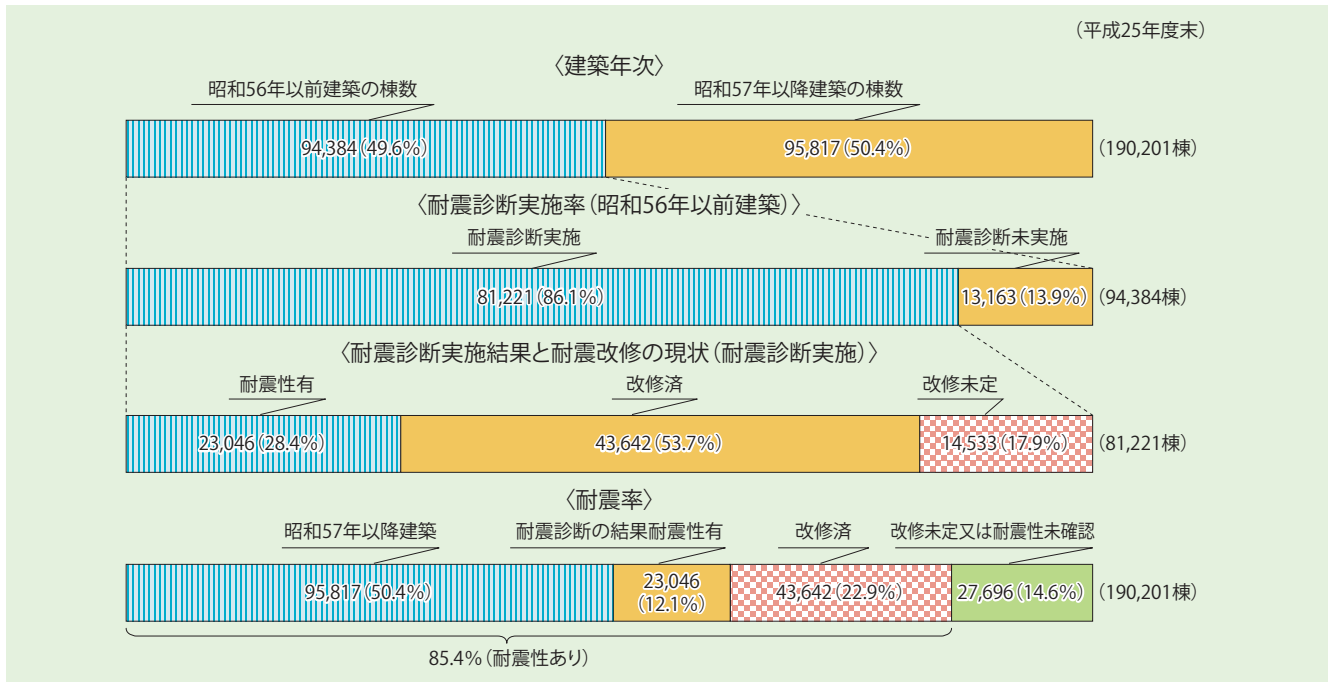 (平成25年度末)
〈建築年次〉
昭和56年以前建築の棟数 昭和57年以降建築の棟数
94,384(49.6%) 95,817(50.4%) (190,201棟)
〈耐震診断実施率(昭和56年以前建築)〉
耐震診断実施 耐震診断未実施
81,221(86.1%) 13,163(13.9%) (94,384棟)
〈耐震診断実施結果と耐震改修の現状(耐震診断実施)〉
耐震性有 改修済 改修未定
23,046(28.4%) 43,642(53.7%) 14,533(17.9%) (81,221棟)
〈耐震率〉
昭和57年以降建築 耐震診断の結果耐震性有 改修済 改修未定又は耐震性未確認
95,817(50.4%) 23,046 43,642(22.9%) 27,696(14.6%) (190,201棟)
(12.1%)
85.4%(耐震性あり)